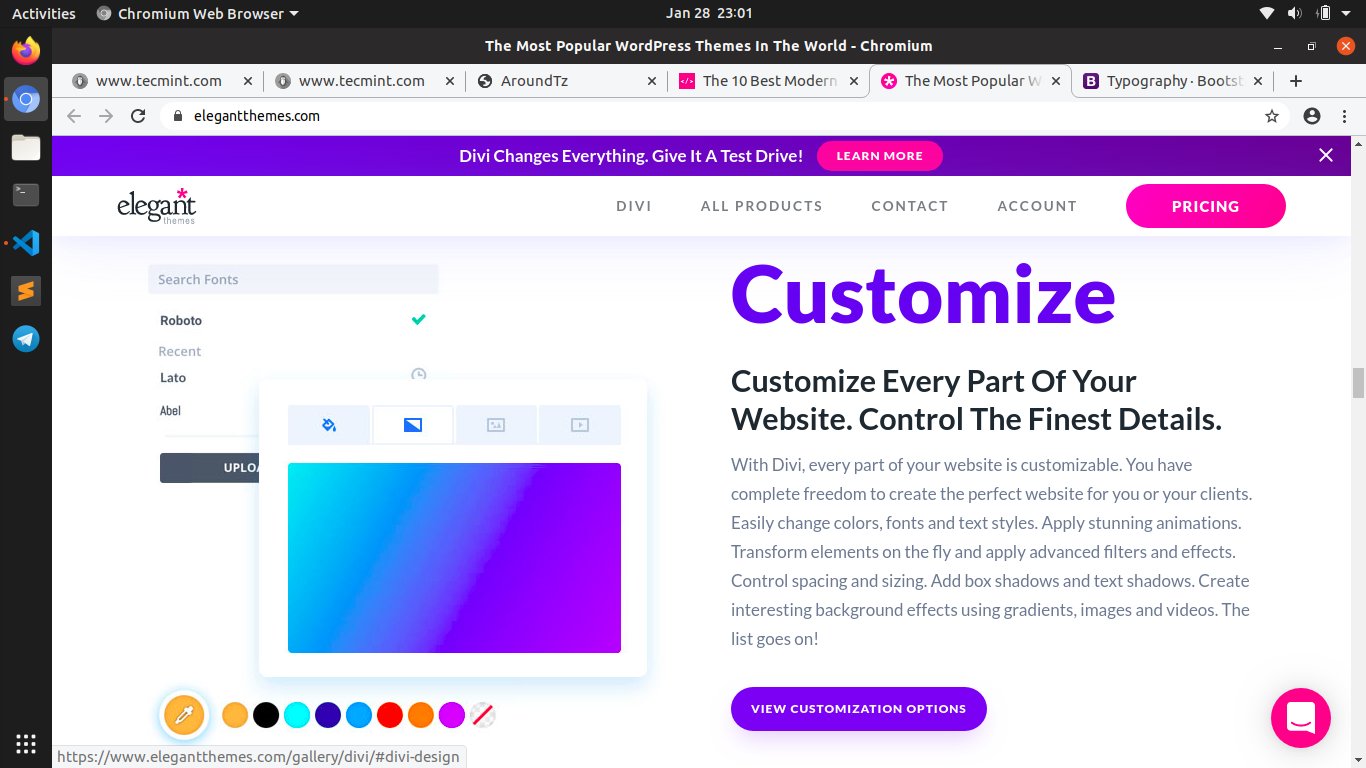 Activities
Chromium Web Browser
Jan 28 23:01
The Most Popular WordPress Themes In The World - Chromium
www.tecmint.com
www.tecmint.com
AroundTz
The 10 Best Modern
The Most Popular W
Typography · Bootst
elegantthemes.com
Divi Changes Everything. Give It A Test Drive!
LEARN MORE
elegant
themes
DIVI
ALL PRODUCTS
CONTACT
ACCOUNT
PRICING
Search Fonts
Roboto
Recent
Lato
Abel
UPLOA
Customize
Customize Every Part Of Your
Website. Control The Finest Details.
With Divi, every part of your website is customizable. You have
complete freedom to create the perfect website for you or your clients.
Easily change colors, fonts and text styles. Apply stunning animations.
Transform elements on the fly and apply advanced filters and effects.
Control spacing and sizing. Add box shadows and text shadows. Create
interesting background effects using gradients, images and videos. The
list goes on!
VIEW CUSTOMIZATION OPTIONS
https://www.elegantthemes.com/gallery/divi/#divi-design